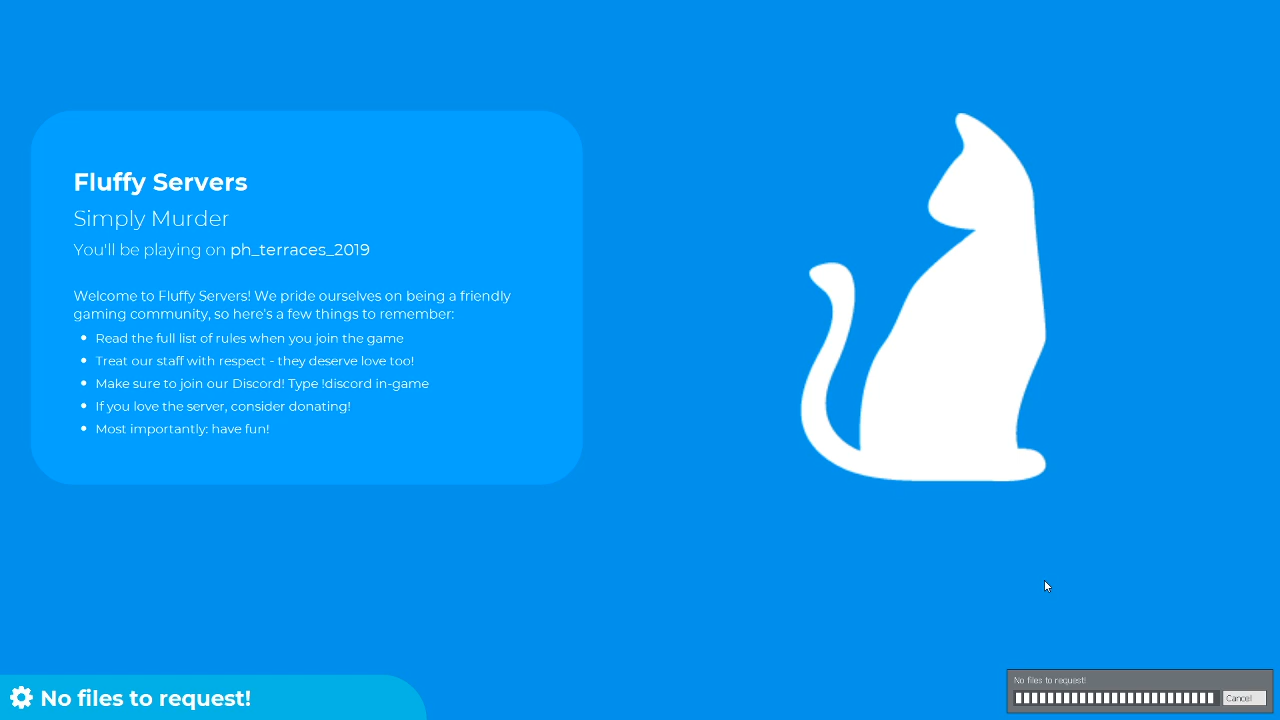 Fluffy Servers
Simply Murder
You'll be playing on ph_terraces_2019
Welcome to Fluffy Servers! We pride ourselves on being a friendly
gaming community, so here's a few things to remember:
Read the full list of rules when you join the game
Treat our staff with respect - they deserve love too!
Make sure to join our Discord! Type !discord in-game
If you love the server, consider donating!
Most importantly: have fun!
No files to request!
No files to request!
Cancel